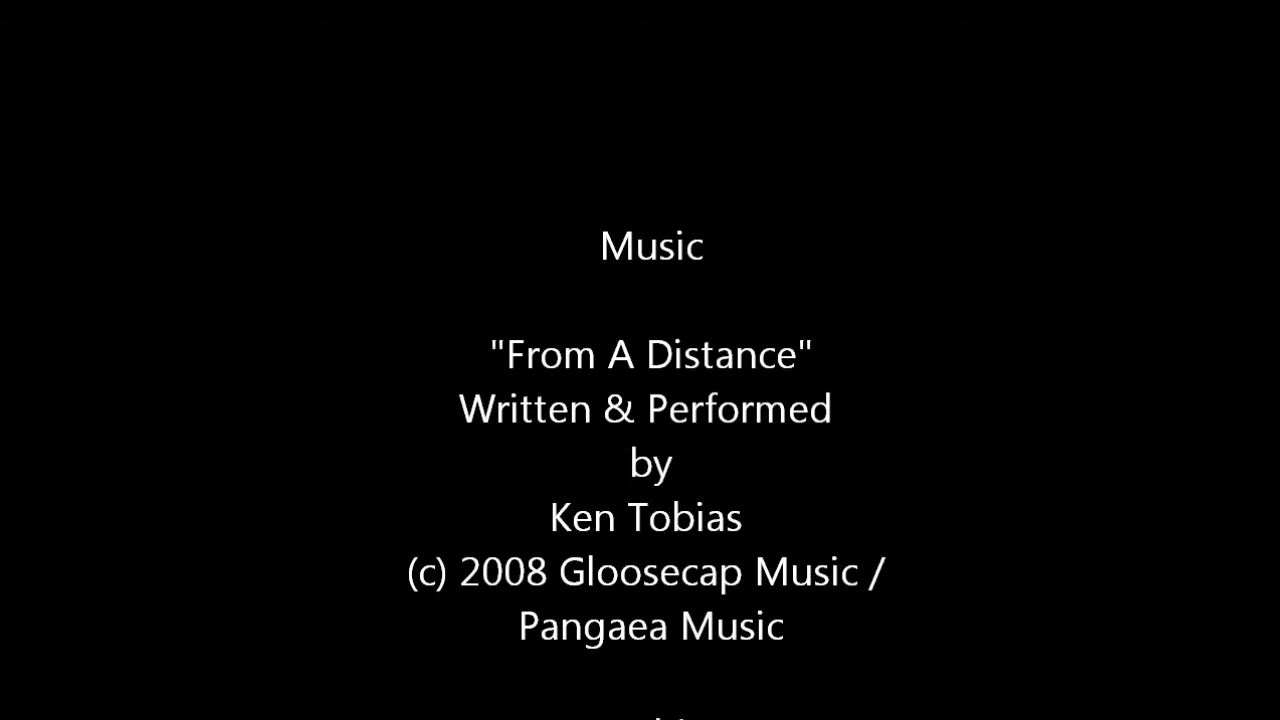 Music
"From A Distance"
Written & Performed
by
Ken Tobias
(c) 2008 Gloosecap Music /
Pangaea Music